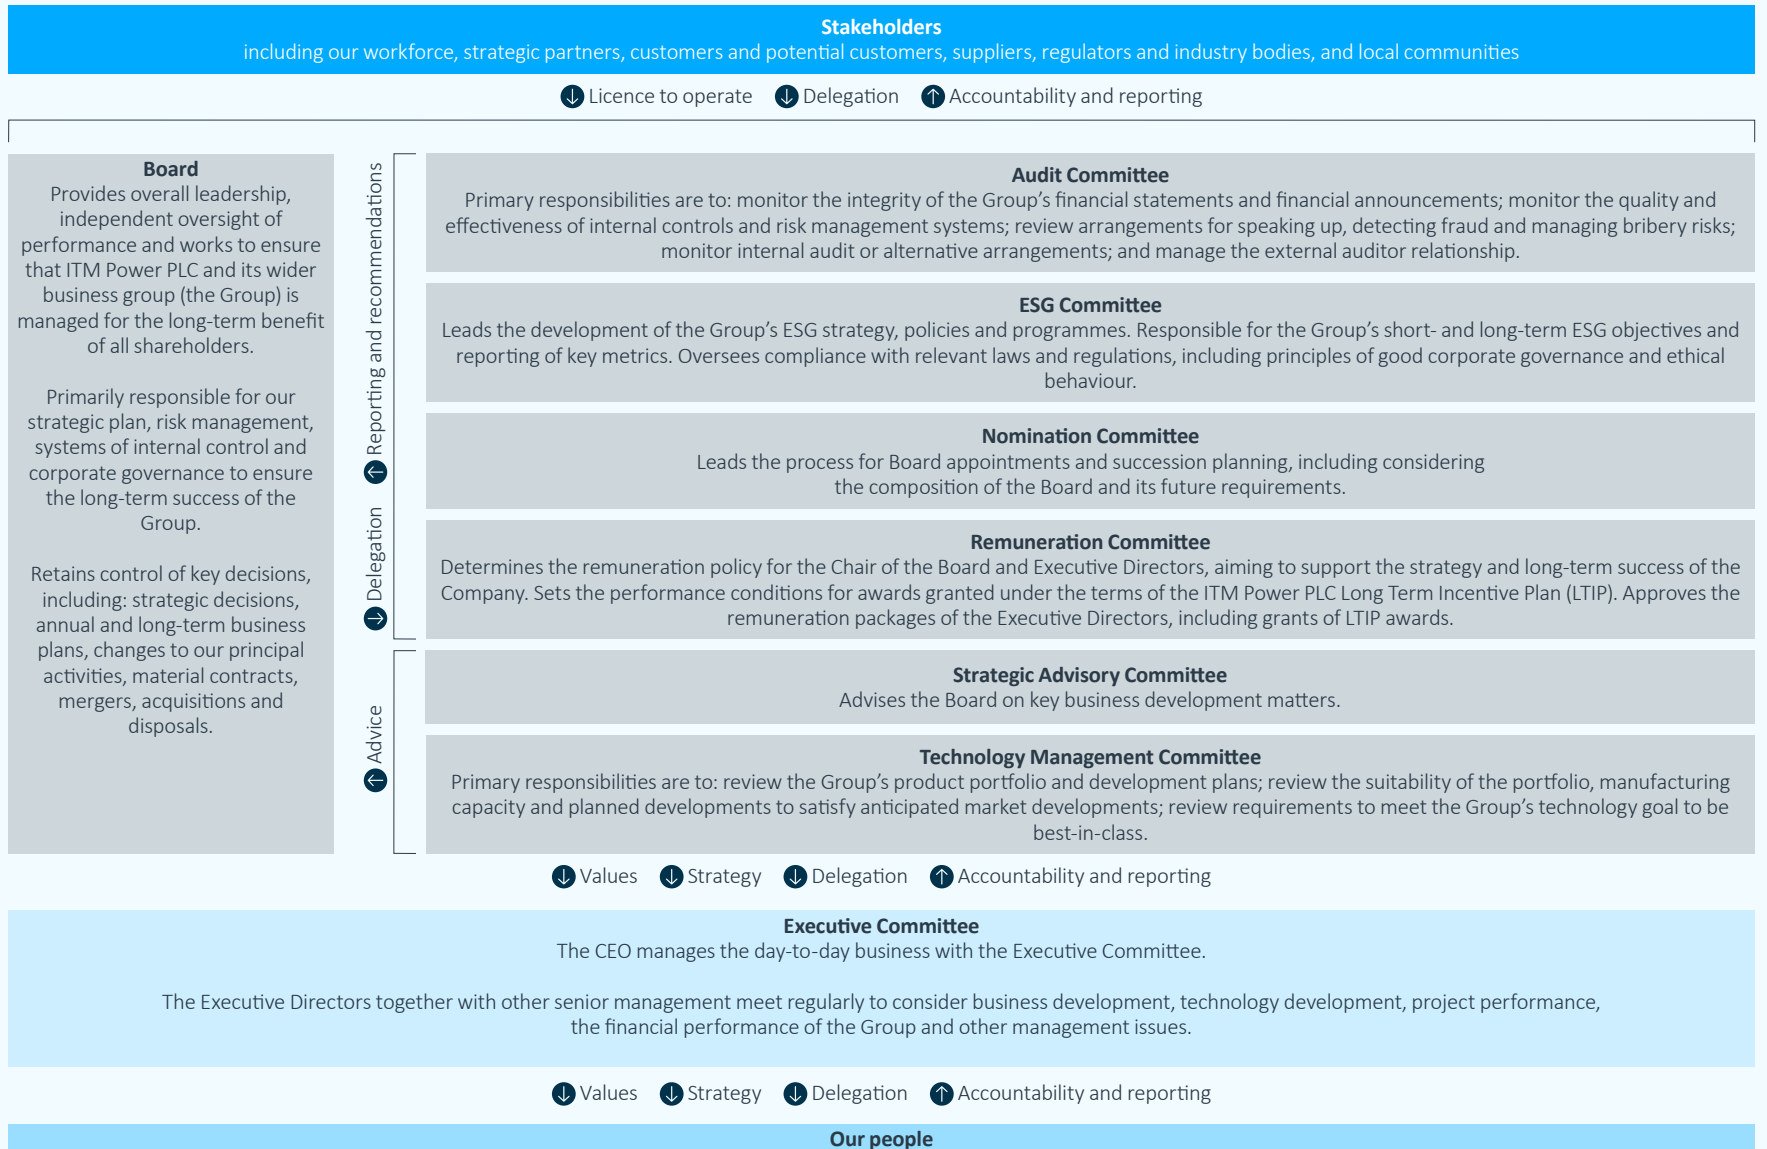 Stakeholders
including our workforce, strategic partners, customers and potential customers, suppliers, regulators and industry bodies, and local communities
Licence to operate Delegation Accountability and reporting
Board
Provides overall leadership,
independent oversight of
performance and works to ensure
that ITM Power PLC and its wider
business group (the Group) is
managed for the long-term benefit
of all shareholders.
Primarily responsible for our
strategic plan, risk management,
systems of internal control and
corporate governance to ensure
the long-term success of the
Group.
Retains control of key decisions,
including: strategic decisions,
annual and long-term business
plans, changes to our principal
activities, material contracts,
mergers, acquisitions and
disposals.
Reporting and recommendations
Delegation
Advice
Audit Committee
Primary responsibilities are to: monitor the integrity of the Group’s financial statements and financial announcements; monitor the quality and
effectiveness of internal controls and risk management systems; review arrangements for speaking up, detecting fraud and managing bribery risks;
monitor internal audit or alternative arrangements; and manage the external auditor relationship.
ESG Committee
Leads the development of the Group’s ESG strategy, policies and programmes. Responsible for the Group’s short- and long-term ESG objectives and
reporting of key metrics. Oversees compliance with relevant laws and regulations, including principles of good corporate governance and ethical
behaviour.
Nomination Committee
Leads the process for Board appointments and succession planning, including considering
the composition of the Board and its future requirements.
Remuneration Committee
Determines the remuneration policy for the Chair of the Board and Executive Directors, aiming to support the strategy and long-term success of the
Company. Sets the performance conditions for awards granted under the terms of the ITM Power PLC Long Term Incentive Plan (LTIP). Approves the
remuneration packages of the Executive Directors, including grants of LTIP awards.
Strategic Advisory Committee
Advises the Board on key business development matters.
Technology Management Committee
Primary responsibilities are to: review the Group’s product portfolio and development plans; review the suitability of the portfolio, manufacturing
capacity and planned developments to satisfy anticipated market developments; review requirements to meet the Group’s technology goal to be
best-in-class.
Values Strategy Delegation Accountability and reporting
Executive Committee
The CEO manages the day-to-day business with the Executive Committee.
The Executive Directors together with other senior management meet regularly to consider business development, technology development, project performance,
the financial performance of the Group and other management issues.
Values Strategy Delegation Accountability and reporting
Our people